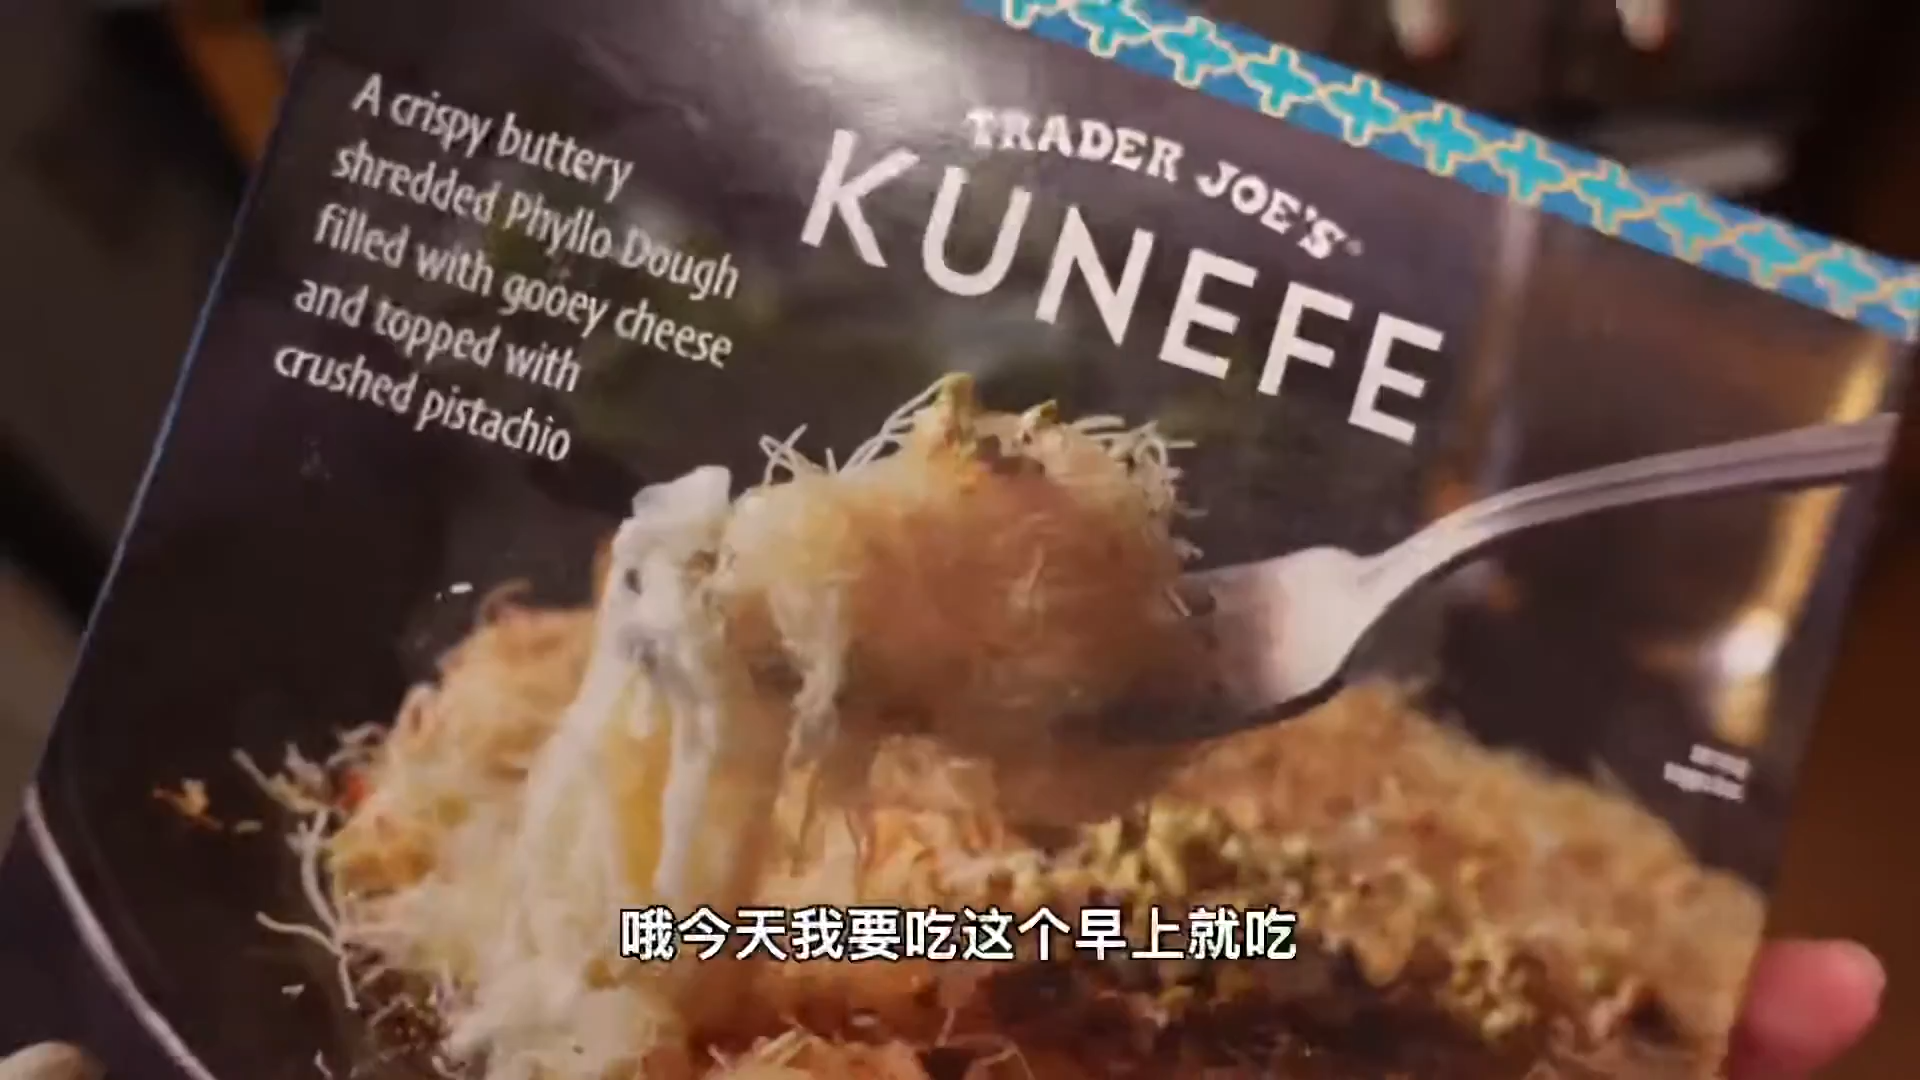 A crispy buttery
shredded Phyllo Dough
filled with gooey cheese
and topped with
crushed pistachio
TRADER JOE'S®
KUNEFE
哦今天我要吃这个早上就吃